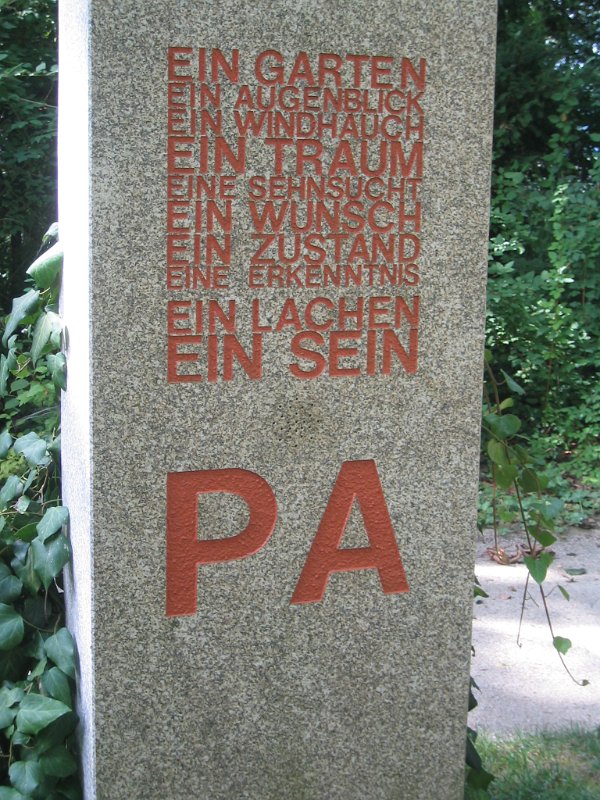 EIN GARTEN
EIN AUGENBLICK
EIN WINDHAUCH
EIN TRAUM
EINE SEHNSUCHT
EIN WUNSCH
EIN ZUSTAND
EINE ERKENNTNIS
EIN LACHEN
EIN SEIN
PA